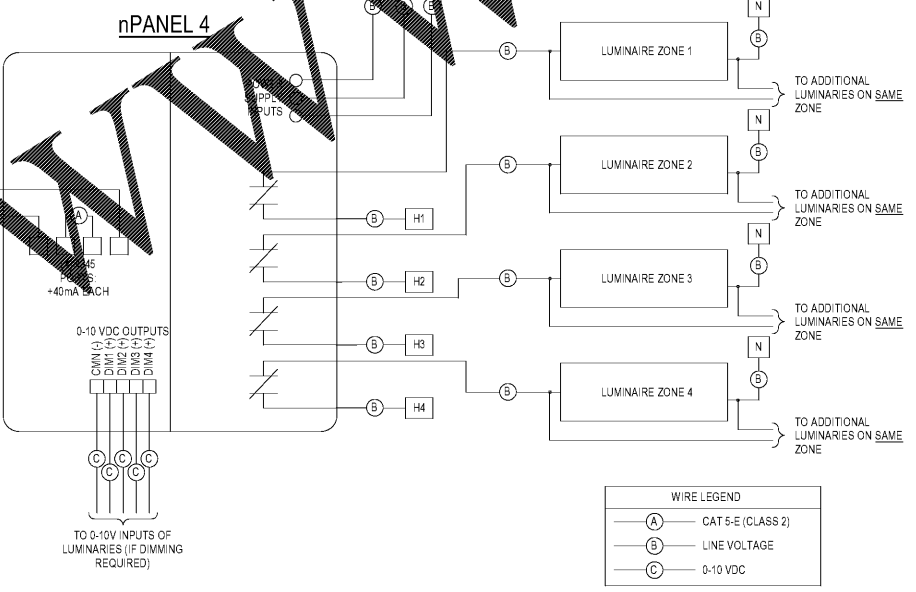 nPANEL 4
B
B
N
B
B
LUMINAIRE ZONE 1
TO ADDITIONAL
LUMINARIES ON SAME
ZONE
SUPPLY
INPUTS
N
B
B
LUMINAIRE ZONE 2
TO ADDITIONAL
LUMINARIES ON SAME
ZONE
A
B
H1
N
B
+40mA EACH
B
H2
B
LUMINAIRE ZONE 3
TO ADDITIONAL
LUMINARIES ON SAME
ZONE
0-10 VDC OUTPUTS
CMN (-)
DIM1 (+)
DIM2 (+)
DIM3 (+)
DIM4 (+)
B
H3
N
B
B
H4
B
LUMINAIRE ZONE 4
TO ADDITIONAL
LUMINARIES ON SAME
ZONE
C
C
C
C
C
TO 0-10V INPUTS OF
LUMINARIES (IF DIMMING
REQUIRED)
WIRE LEGEND
A CAT 5-E (CLASS 2)
B LINE VOLTAGE
C 0-10 VDC
WWW